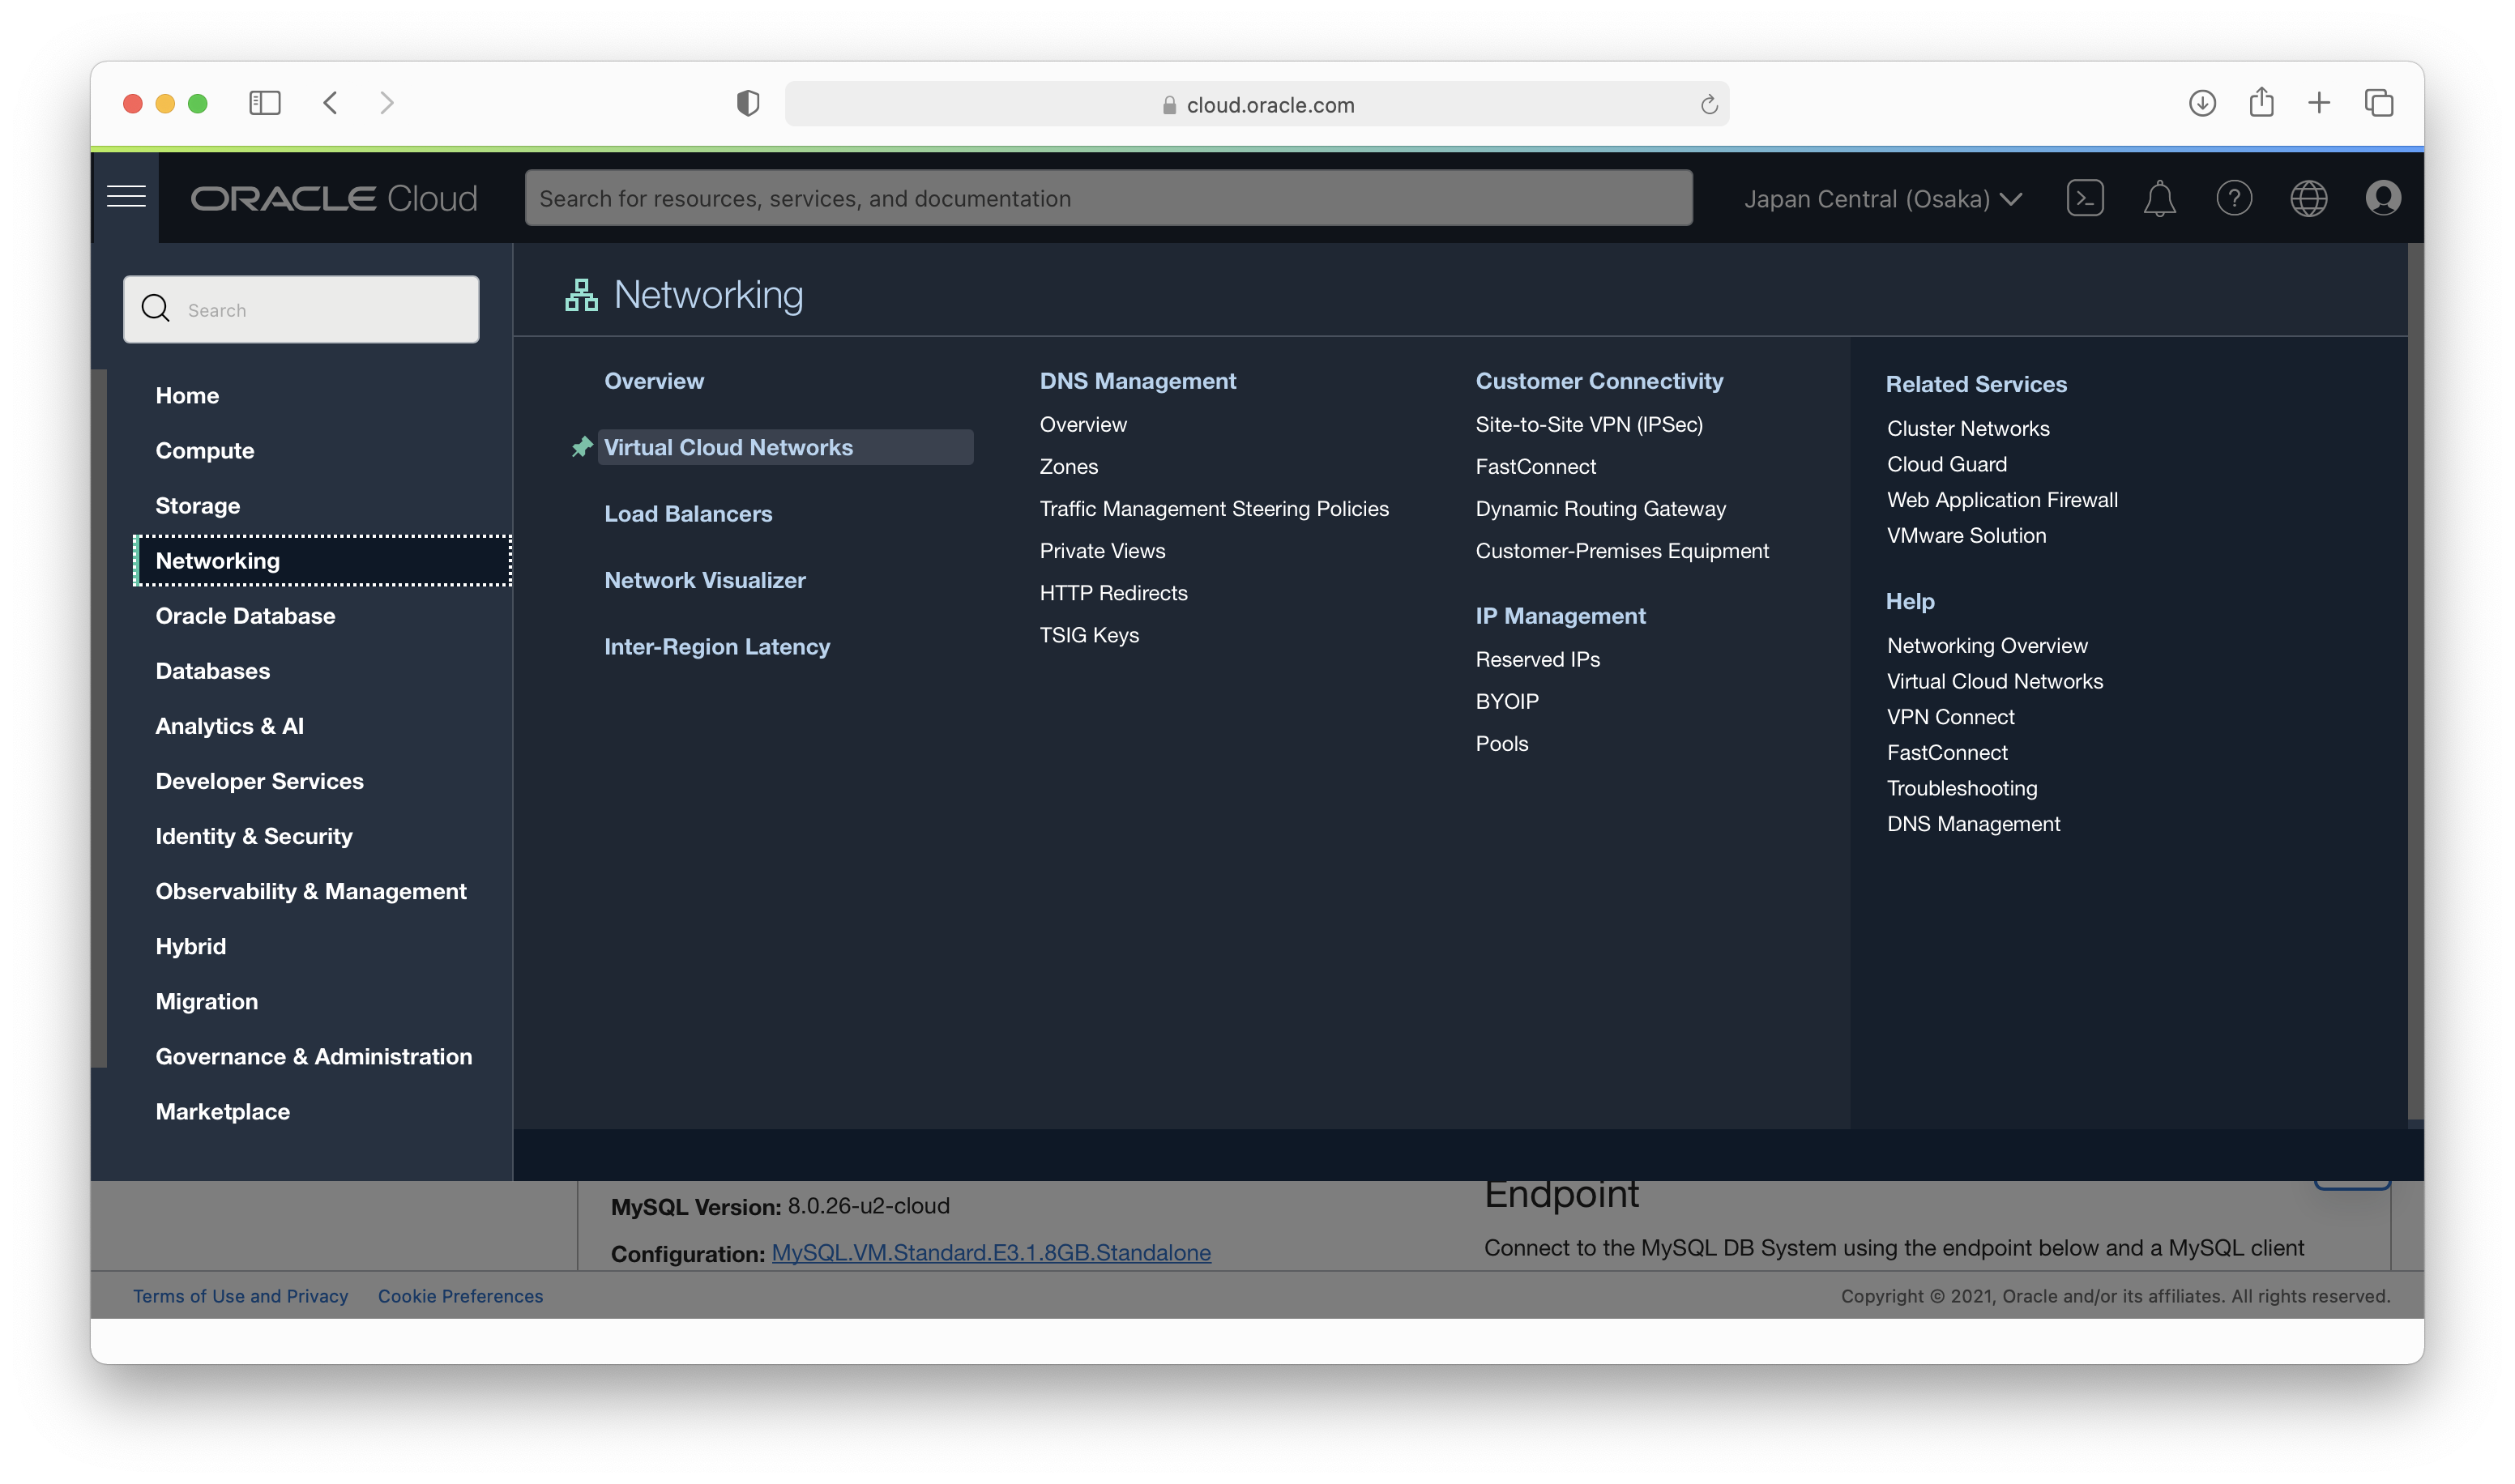 cloud.oracle.com
ORACLE Cloud
Search for resources, services, and documentation
Japan Central (Osaka)
Search
Home
Compute
Storage
Networking
Oracle Database
Databases
Analytics & AI
Developer Services
Identity & Security
Observability & Management
Hybrid
Migration
Governance & Administration
Marketplace
Networking
Overview
Virtual Cloud Networks
Load Balancers
Network Visualizer
Inter-Region Latency
DNS Management
Overview
Zones
Traffic Management Steering Policies
Private Views
HTTP Redirects
TSIG Keys
Customer Connectivity
Site-to-Site VPN (IPSec)
FastConnect
Dynamic Routing Gateway
Customer-Premises Equipment
IP Management
Reserved IPs
BYOIP
Pools
Related Services
Cluster Networks
Cloud Guard
Web Application Firewall
VMware Solution
Help
Networking Overview
Virtual Cloud Networks
VPN Connect
FastConnect
Troubleshooting
DNS Management
MySQL Version: 8.0.26-u2-cloud
Configuration: MySQL.VM.Standard.E3.1.8GB.Standalone
Endpoint
Connect to the MySQL DB System using the endpoint below and a MySQL client
Terms of Use and Privacy
Cookie Preferences
Copyright © 2021, Oracle and/or its affiliates. All rights reserved.